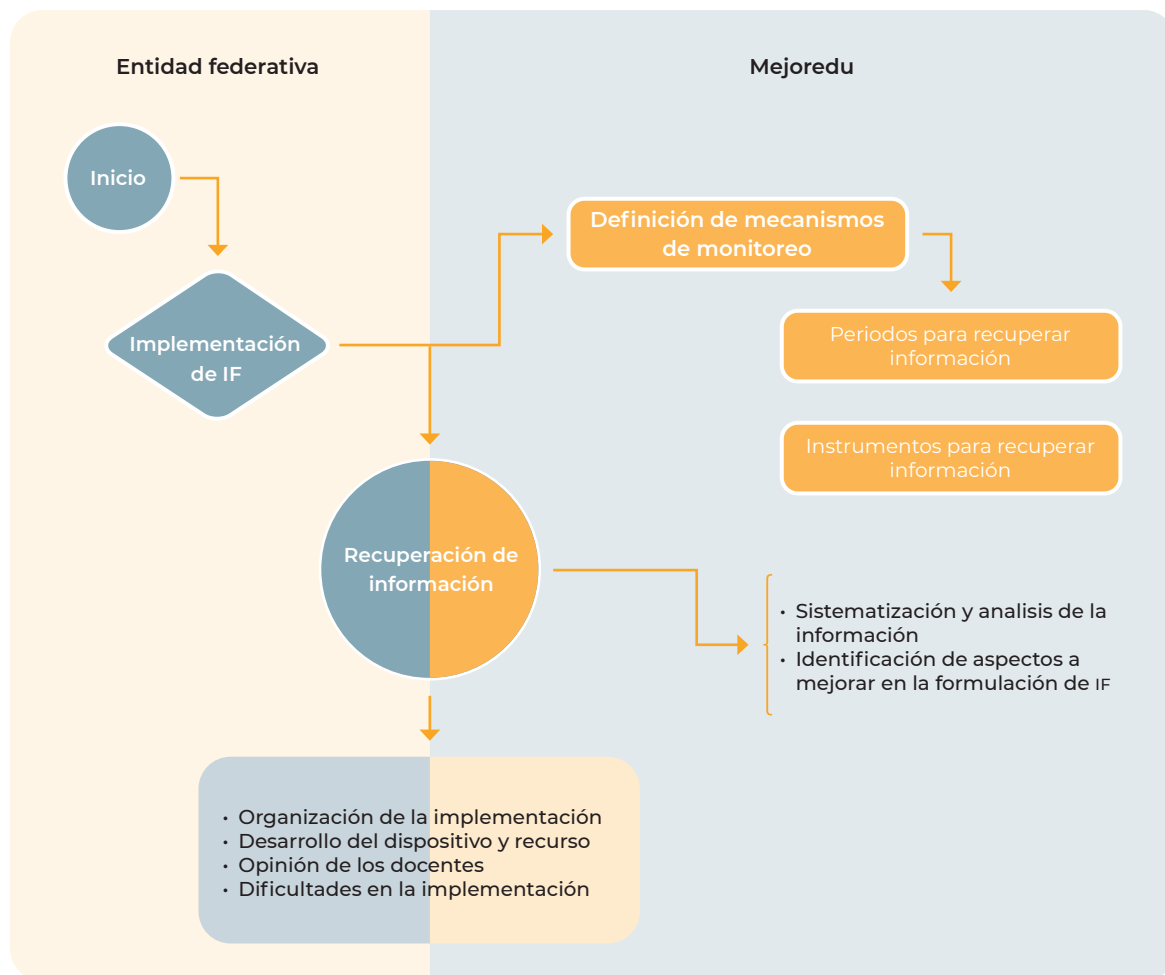 Entidad federativa
Mejoredu
Inicio
Definición de mecanismos
de monitoreo
Implementación
de IF
Periodos para recuperar
información
Instrumentos para recuperar
información
Recuperación de
información
• Sistematización y analisis de la
información
• Identificación de aspectos a
mejorar en la formulación de IF
• Organización de la implementación
• Desarrollo del dispositivo y recurso
• Opinión de los docentes
• Dificultades en la implementación